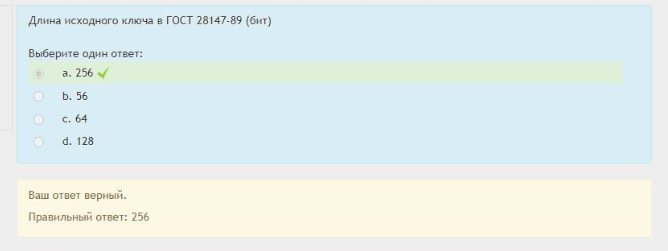 Длина исходного ключа в ГОСТ 28147-89 (бит)
Выберите один ответ:
a. 256
b. 56
c. 64
d. 128
Ваш ответ верный.
Правильный ответ: 256